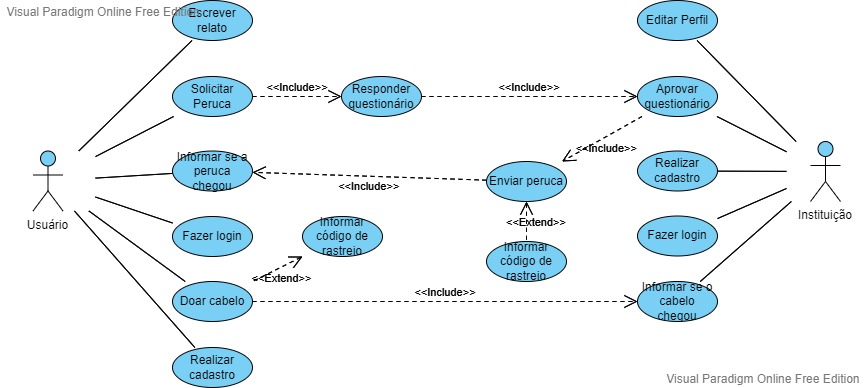 Visual Paradigm Online Free Edition
Escrever
relato
Editar Perfil
Solicitar
Peruca
<<Include>>
Responder
questionário
<<Include>>
Aprovar
questionário
<<Include>>
Informar se a
peruca
chegou
<<Include>>
Enviar peruca
Realizar
cadastro
Usuário
Instituição
Fazer login
Informar
código de
rastreio
<<Extend>>
Fazer login
<<Extend>>
Informar
código de
rastreio
Doar cabelo
<<Include>>
Informar se o
cabelo
chegou
Realizar
cadastro
Visual Paradigm Online Free Edition